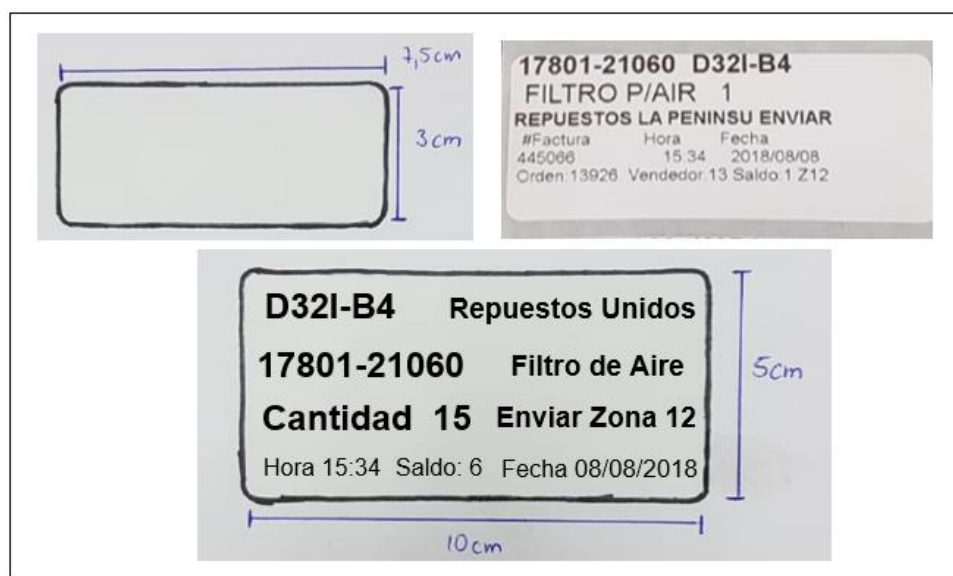 7,5cm
3cm
17801-21060 D32I-B4
FILTRO P/AIR 1
REPUESTOS LA PENINSU ENVIAR
#Factura Hora Fecha
445066 15:34 2018/08/08
Orden:13926 Vendedor:13 Saldo:1 Z12
D32I-B4 Repuestos Unidos
17801-21060 Filtro de Aire
Cantidad 15 Enviar Zona 12
Hora 15:34 Saldo: 6 Fecha 08/08/2018
5cm
10cm